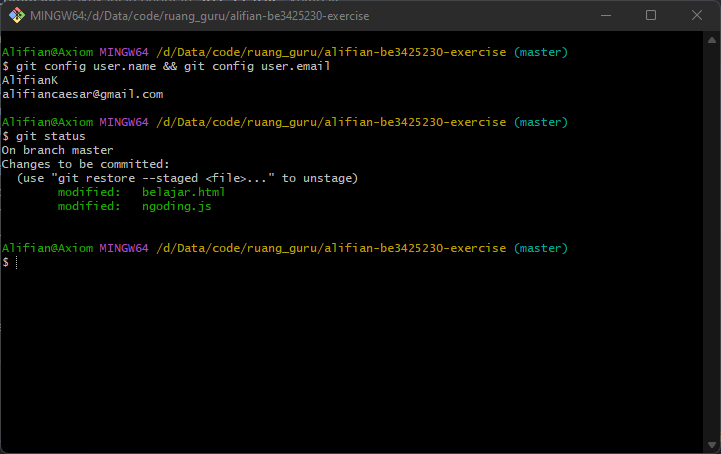 MINGW64:/d/Data/code/ruang_guru/alifian-be3425230-exercise
Alifian@Axiom MINGW64 /d/Data/code/ruang_guru/alifian-be3425230-exercise (master)
$ git config user.name && git config user.email
AlifianK
alifiancaesar@gmail.com
Alifian@Axiom MINGW64 /d/Data/code/ruang_guru/alifian-be3425230-exercise (master)
$ git status
On branch master
Changes to be committed:
  (use "git restore --staged <file>..." to unstage)
        modified:   belajar.html
        modified:   ngoding.js
Alifian@Axiom MINGW64 /d/Data/code/ruang_guru/alifian-be3425230-exercise (master)
$